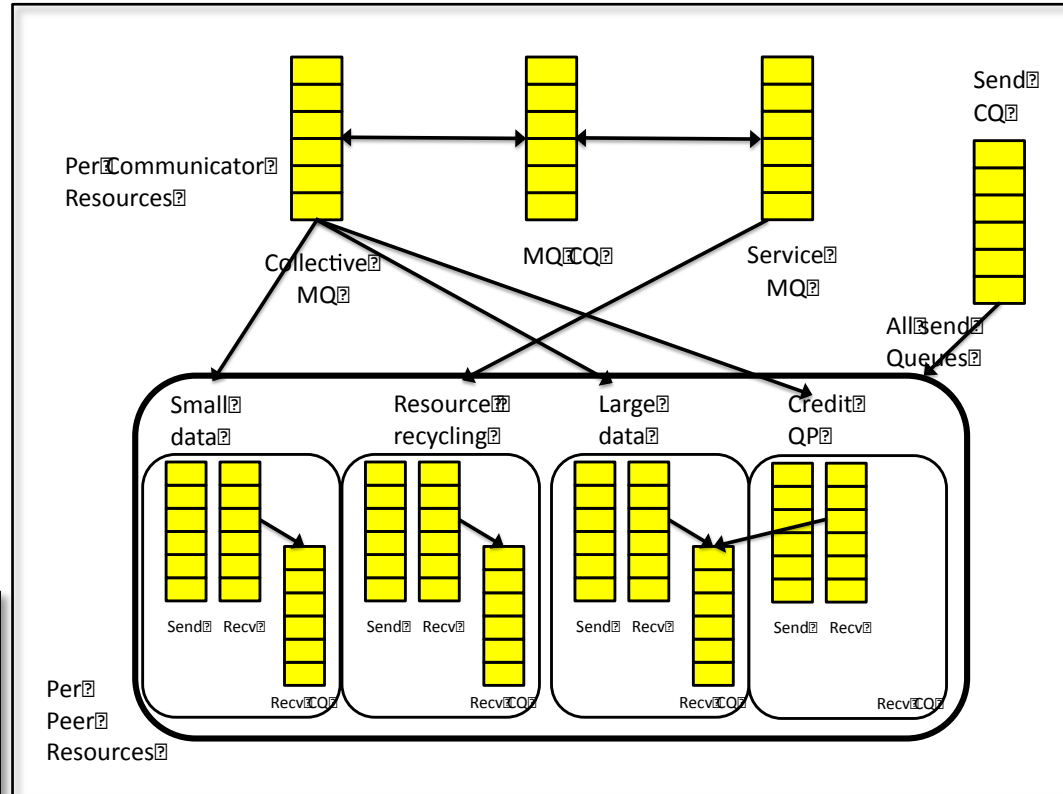 Send
CQ
Per Communicator
Resources
Collective
MQ
MQ CQ
Service
MQ
All send
Queues
Small
data
Resource
recycling
Large
data
Credit
QP
Send Recv
Send Recv
Send Recv
Send Recv
Recv CQ
Recv CQ
Recv CQ
Recv CQ
Per
Peer
Resources